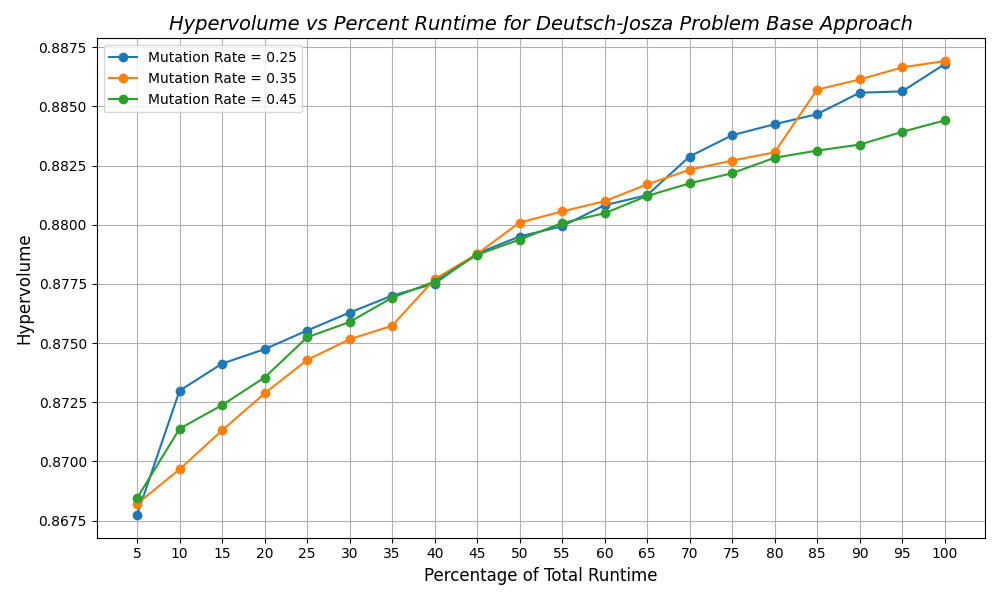 Hypervolume vs Percent Runtime for Deutsch-Josza Problem Base Approach
Mutation Rate = 0.25
Mutation Rate = 0.35
Mutation Rate = 0.45
Hypervolume
0.8875
0.8850
0.8825
0.8800
0.8775
0.8750
0.8725
0.8700
0.8675
5 10 15 20 25 30 35 40 45 50 55 60 65 70 75 80 85 90 95 100
Percentage of Total Runtime